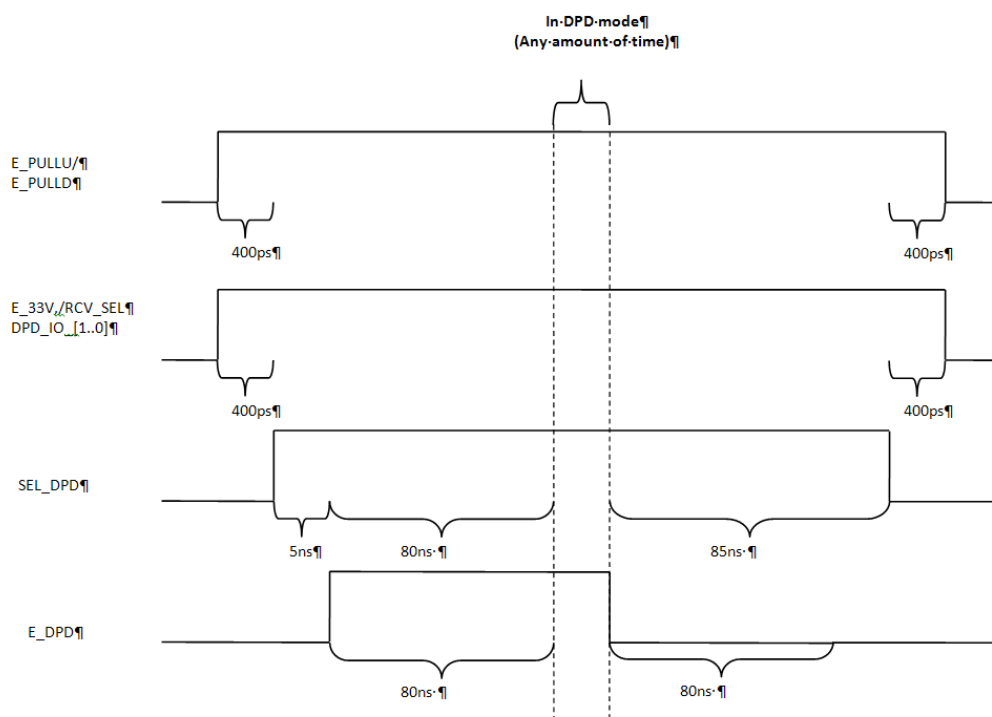 In·DPD·mode¶
(Any·amount·of·time)¶
E_PULLU/¶
E_PULLD¶
400ps¶
400ps¶
E_33V,/RCV_SEL¶
DPD_IO_[1..0]¶
400ps¶
400ps¶
SEL_DPD¶
5ns¶
80ns·¶
85ns·¶
E_DPD¶
80ns·¶
80ns·¶